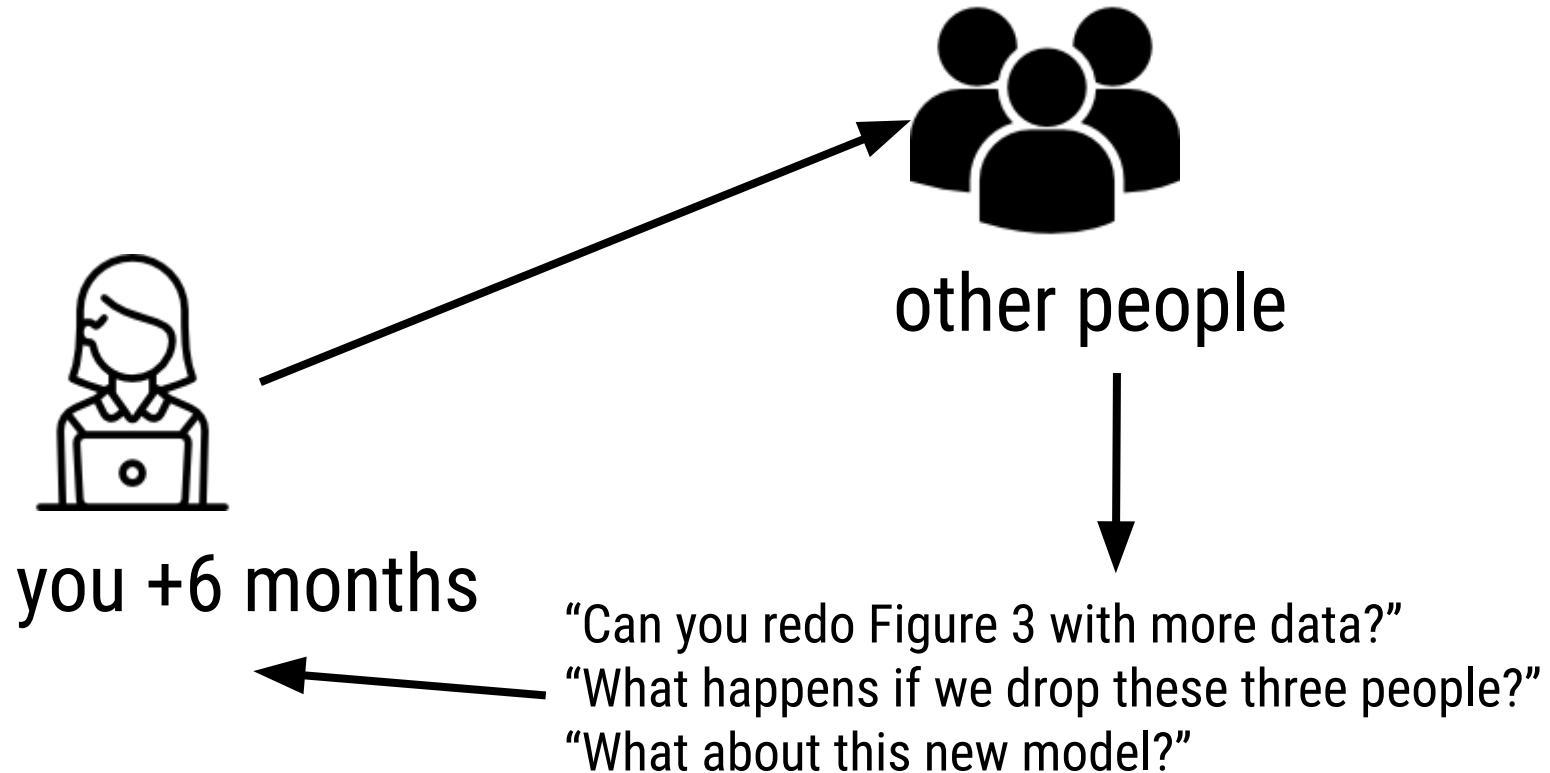 other people
you +6 months
“Can you redo Figure 3 with more data?”
“What happens if we drop these three people?”
“What about this new model?”